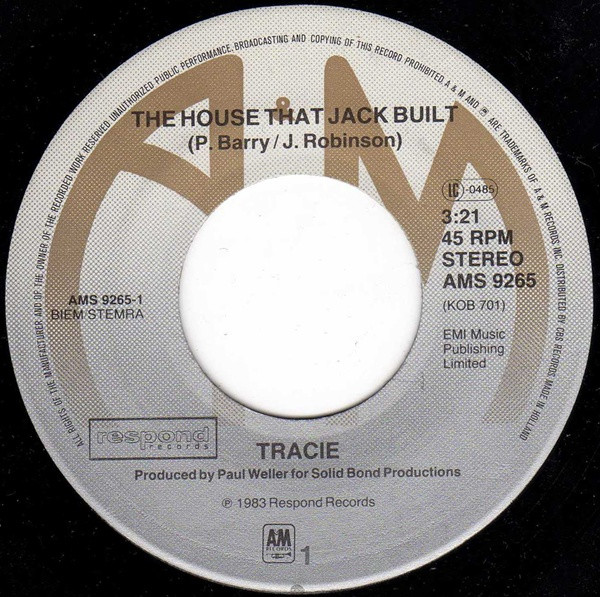 ALL RIGHTS OF THE MANUFACTURER AND OF THE OWNER OF THE RECORDED WORK RESERVED. UNAUTHORIZED PUBLIC PERFORMANCE, BROADCASTING AND COPYING OF THIS RECORD PROHIBITED. A & M AND AM ARE TRADEMARKS OF A & M RECORDS INC. DISTRIBUTED BY CBS RECORDS MADE IN HOLLAND
A&M
THE HOUSE THAT JACK BUILT
(P. Barry/J. Robinson)
LC-0485
3:21
45 RPM
STEREO
AMS 9265
(KOB 701)
EMI Music
Publishing
Limited
AMS 9265-1
BIEM/STEMRA
respond
records
TRACIE
Produced by Paul Weller for Solid Bond Productions
℗ 1983 Respond Records
A&M
RECORDS
1